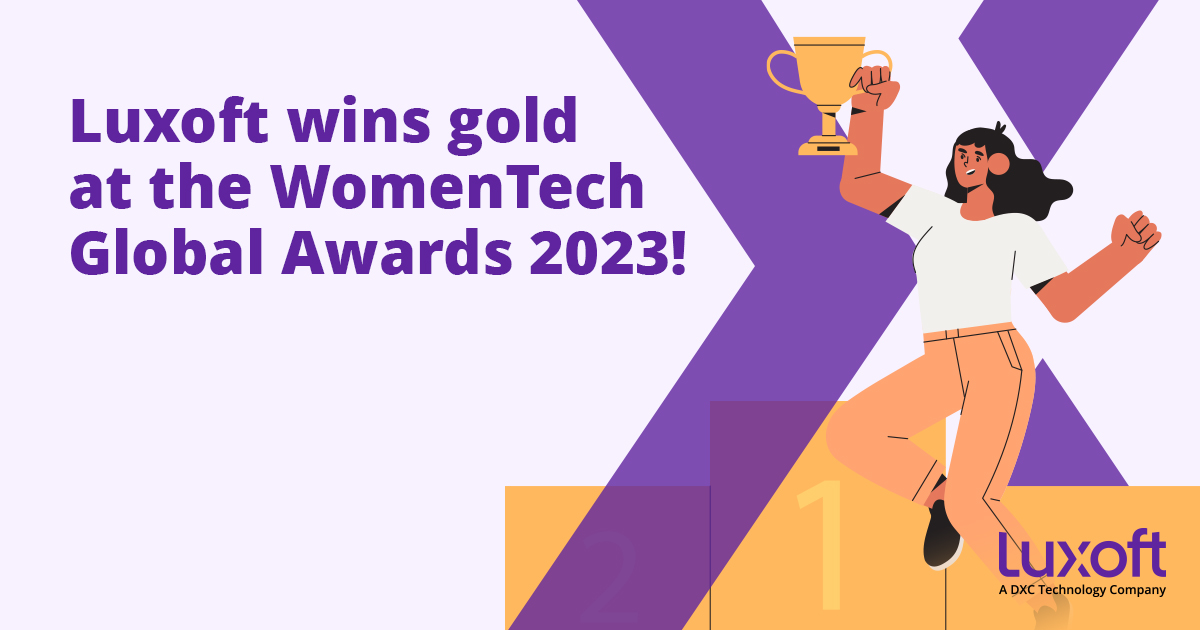 Luxoft wins gold
at the WomenTech
Global Awards 2023!
2
1
Luxoft
A DXC Technology Company